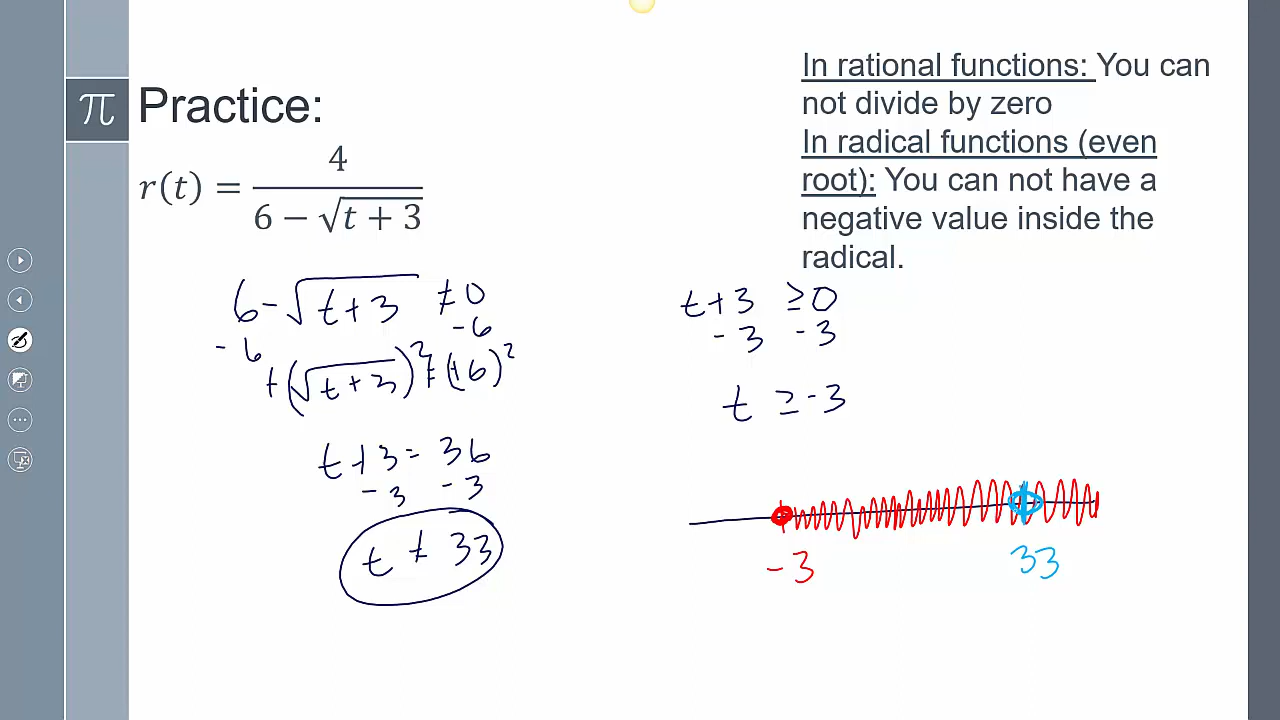 π Practice:
r(t) = 4 / (6 − √(t + 3))
In rational functions: You can
not divide by zero
In radical functions (even
root): You can not have a
negative value inside the
radical.
6 − √(t+3) ≠ 0
- 6 - 6
+(√(t+3))² ≠ (+6)²
t+3 = 36
- 3 - 3
t ≠ 33
t+3 ≥ 0
- 3 - 3
t ≥ -3
-3 33